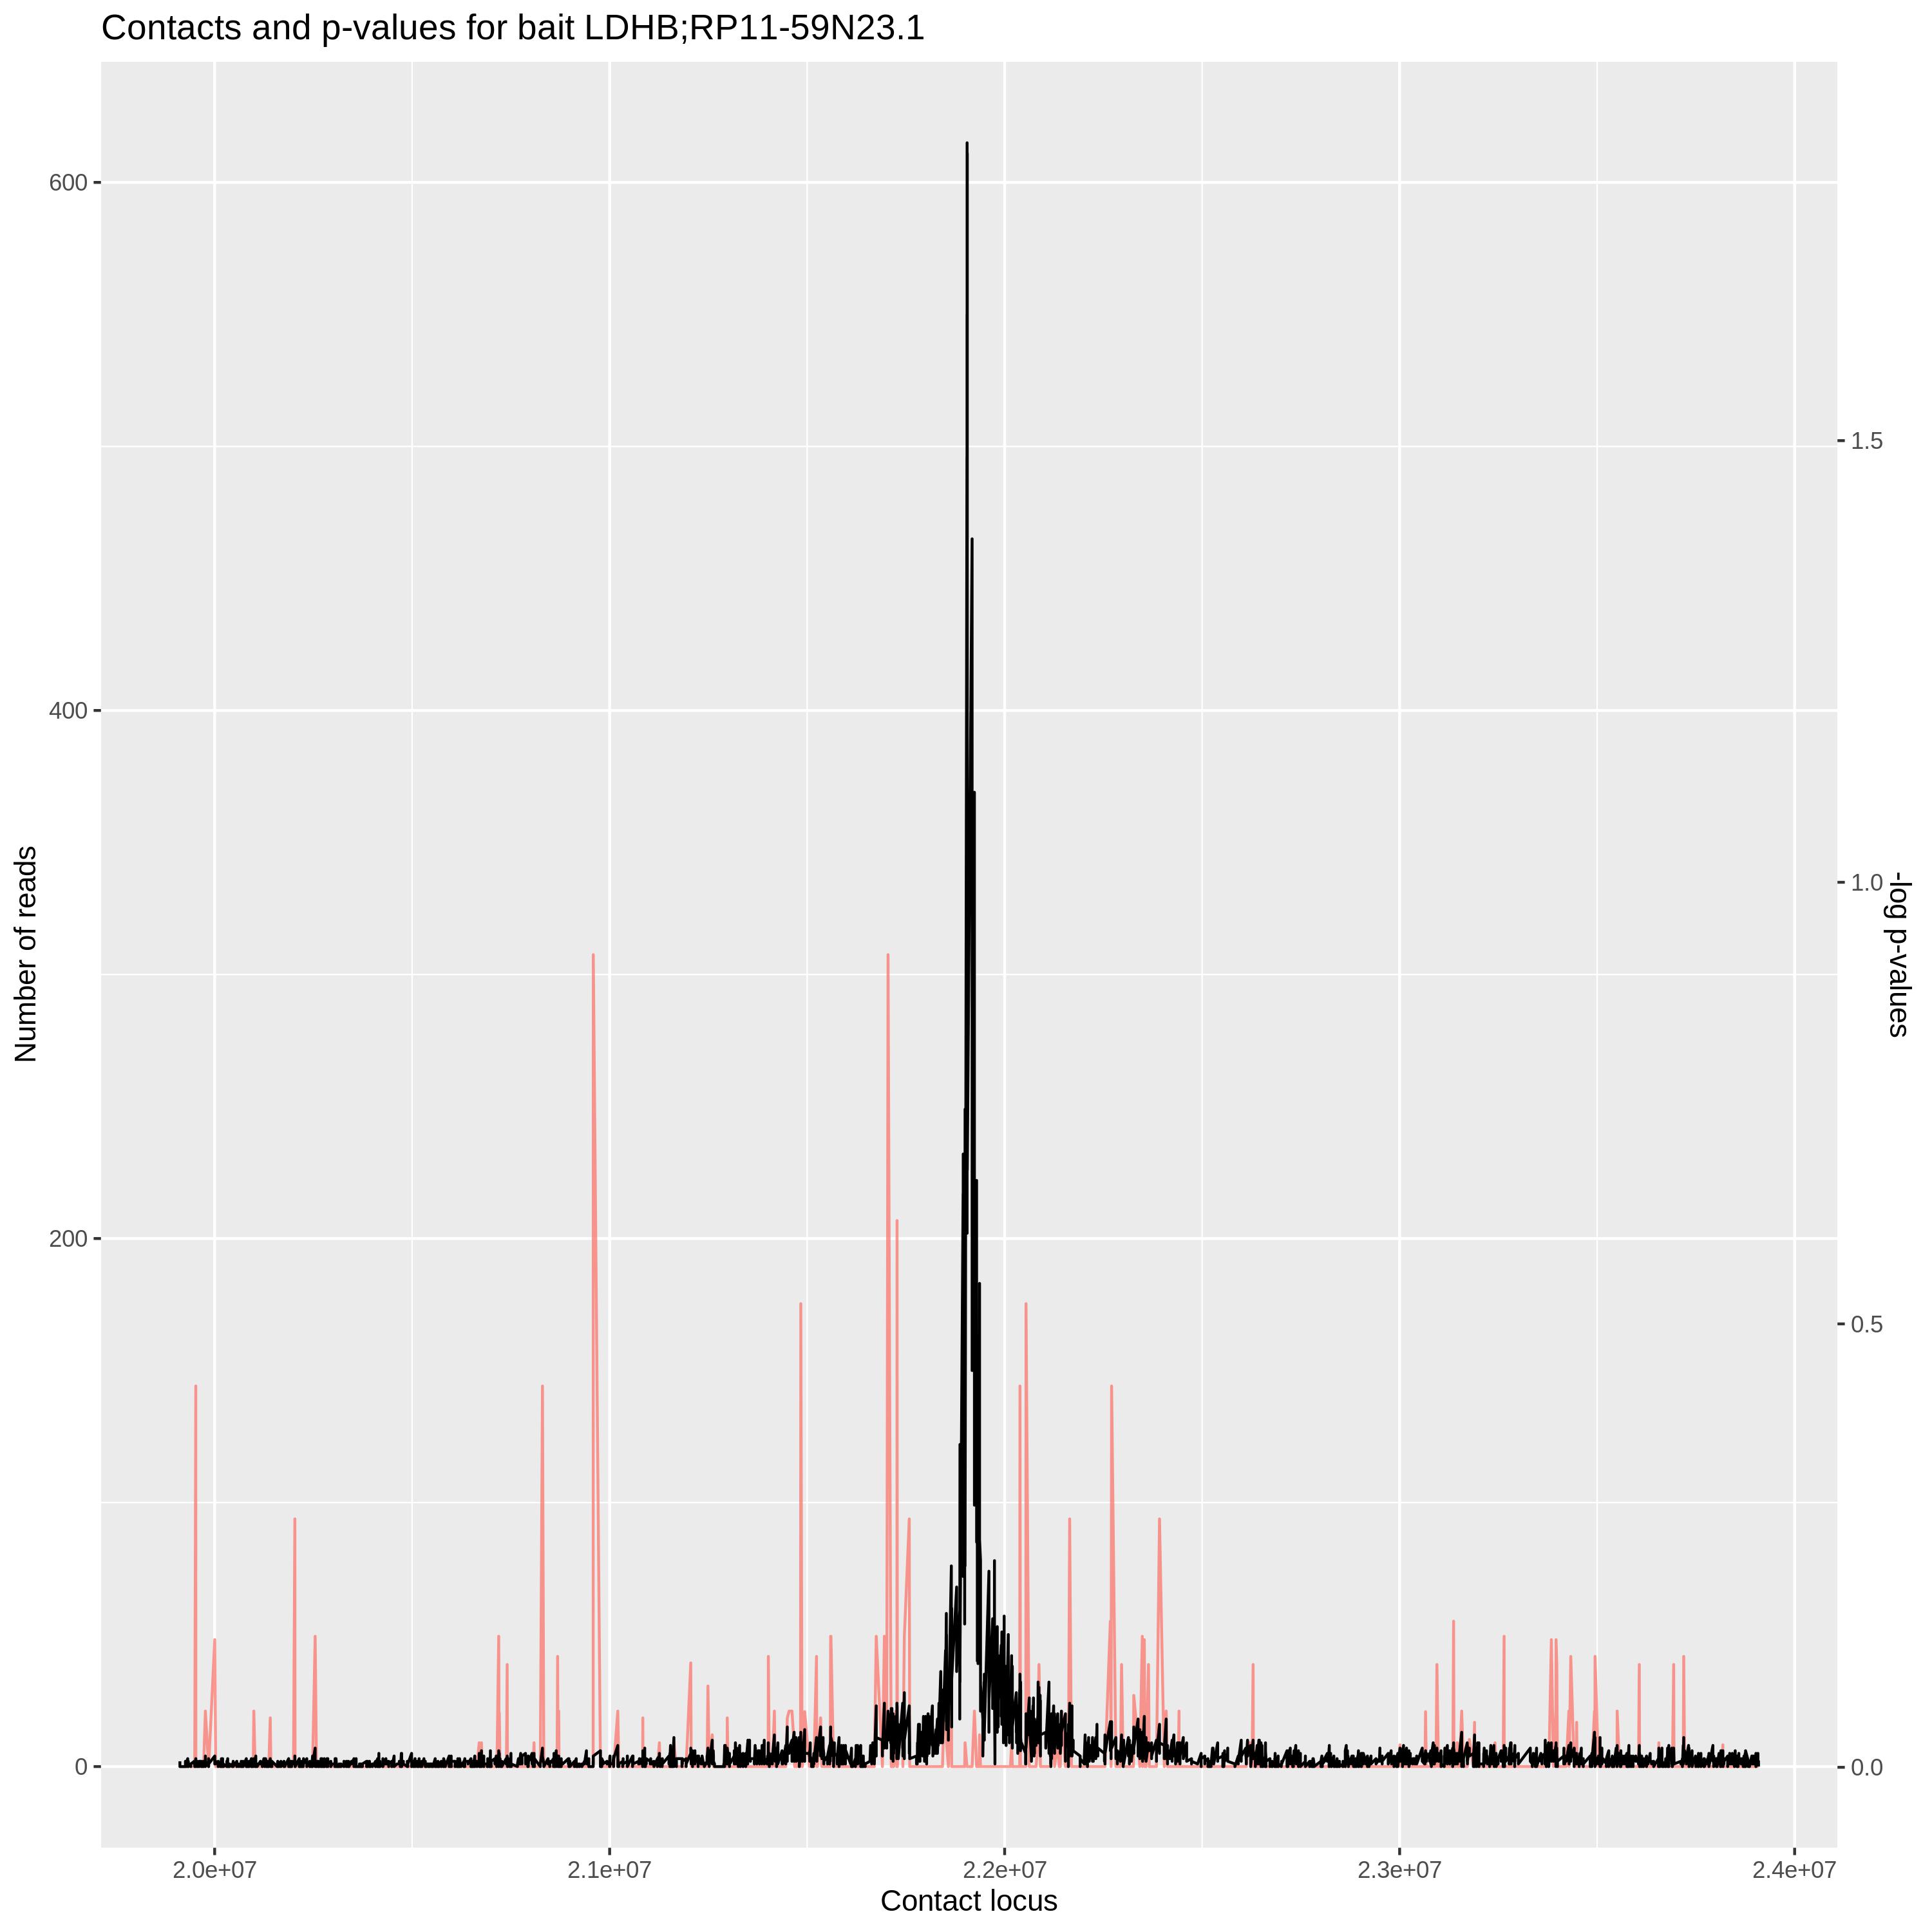 Contacts and p-values for bait LDHB;RP11-59N23.1
Number of reads
600
400
200
0
1.5
1.0
0.5
0.0
-log p-values
2.0e+07 2.1e+07 2.2e+07 2.3e+07 2.4e+07
Contact locus